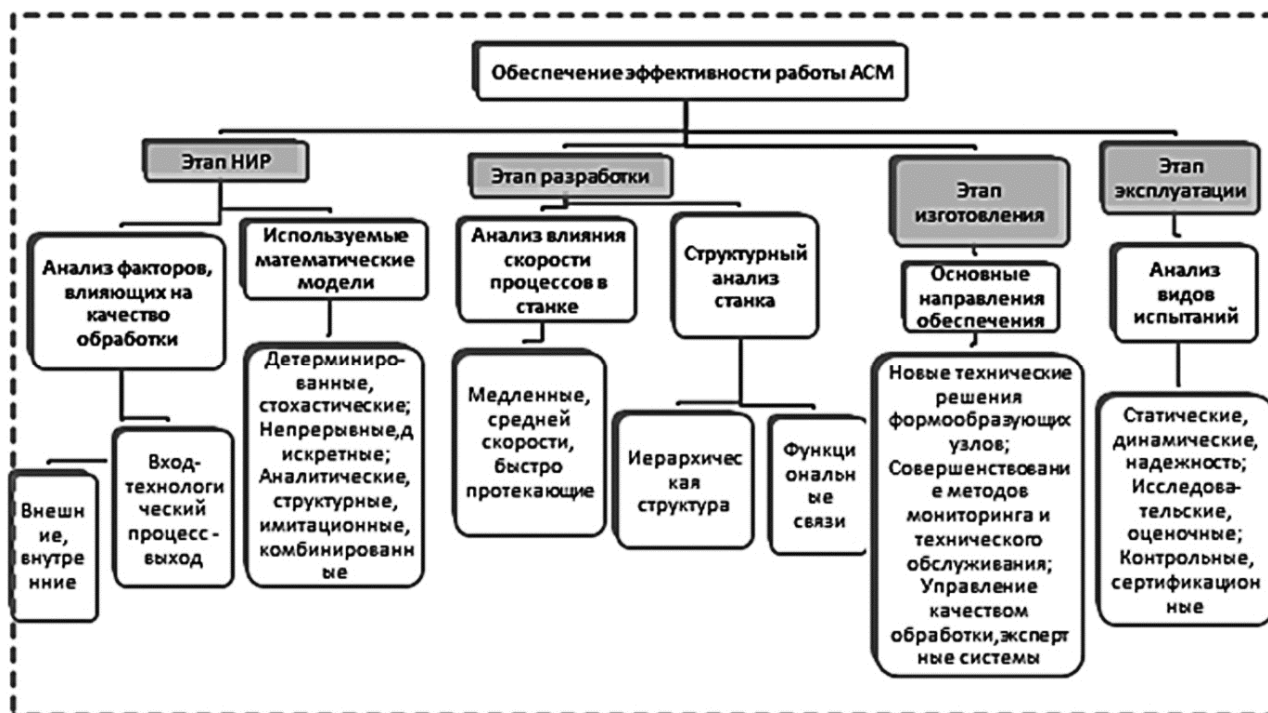 Обеспечение эффективности работы АСМ
Этап НИР
Анализ факторов,
влияющих на
качество
обработки
Внешн
ие,
внутре
нние
Вход-
технологи
ческий
процесс -
выход
Используемые
математические
модели
Детерминиро-
ванные,
стохастические;
Непрерывные,д
искретные;
Аналитические,
структурные,
имитационные,
комбинированн
ые
Этап разработки
Анализ влияния
скорости
процессов в
станке
Медленные,
средней
скорости,
быстро
протекающие
Структурный
анализ
станка
Иерархичес
кая
структура
Функци
ональн
ые
связи
Этап
изготовления
Основные
направления
обеспечения
Новые технические
решения
формообразующих
узлов;
Совершенствовани
е методов
мониторинга и
технического
обслуживания;
Управление
качеством
обработки,эксперт
ные системы
Этап
эксплуатации
Анализ
видов
испытаний
Статические,
динамические,
надежность;
Исследова-
тельские,
оценочные;
Контрольные,
сертификацион
ные